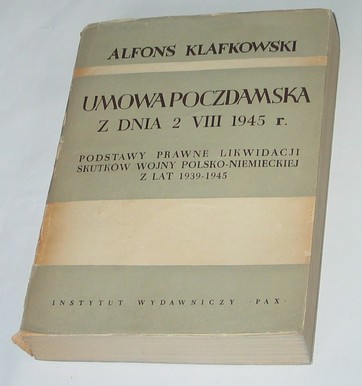 ALFONS KLAFKOWSKI
UMOWA POCZDAMSKA
Z DNIA 2 VIII 1945 r.
PODSTAWY PRAWNE LIKWIDACJI
SKUTKÓW WOJNY POLSKO-NIEMIECKIEJ
Z LAT 1939-1945
INSTYTUT WYDAWNICZY ·PAX·